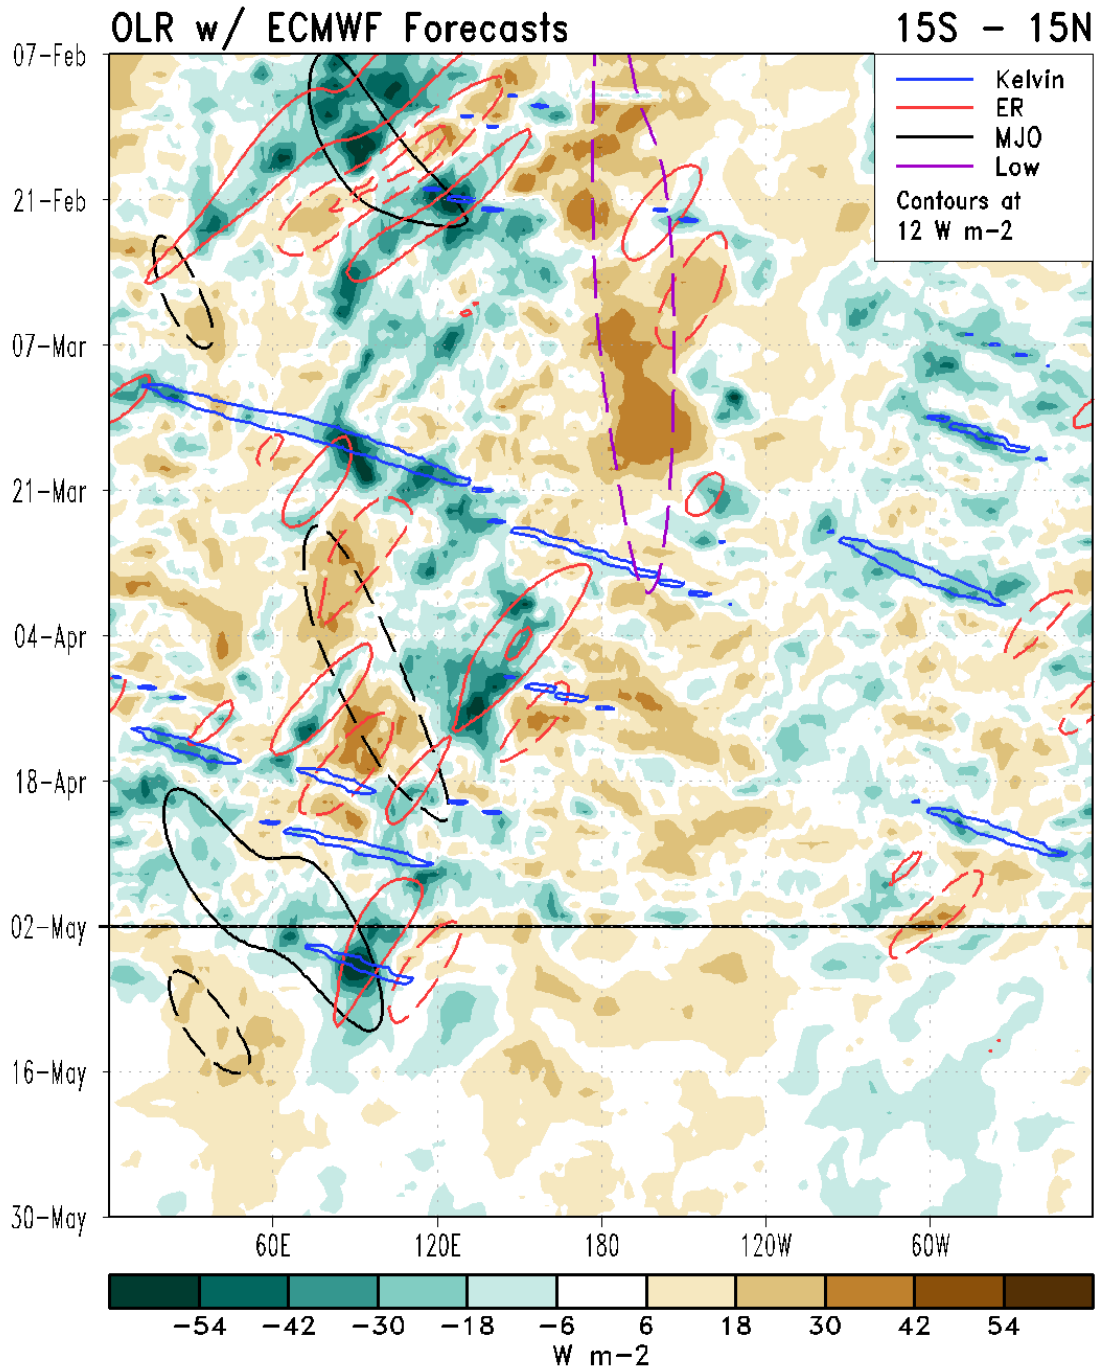 OLR w/ ECMWF Forecasts 15S - 15N
07-Feb
21-Feb
07-Mar
21-Mar
04-Apr
18-Apr
02-May
16-May
30-May
Kelvin
ER
MJO
Low
Contours at
12 W m-2
60E 120E 180 120W 60W
-54 -42 -30 -18 -6 6 18 30 42 54
W m-2